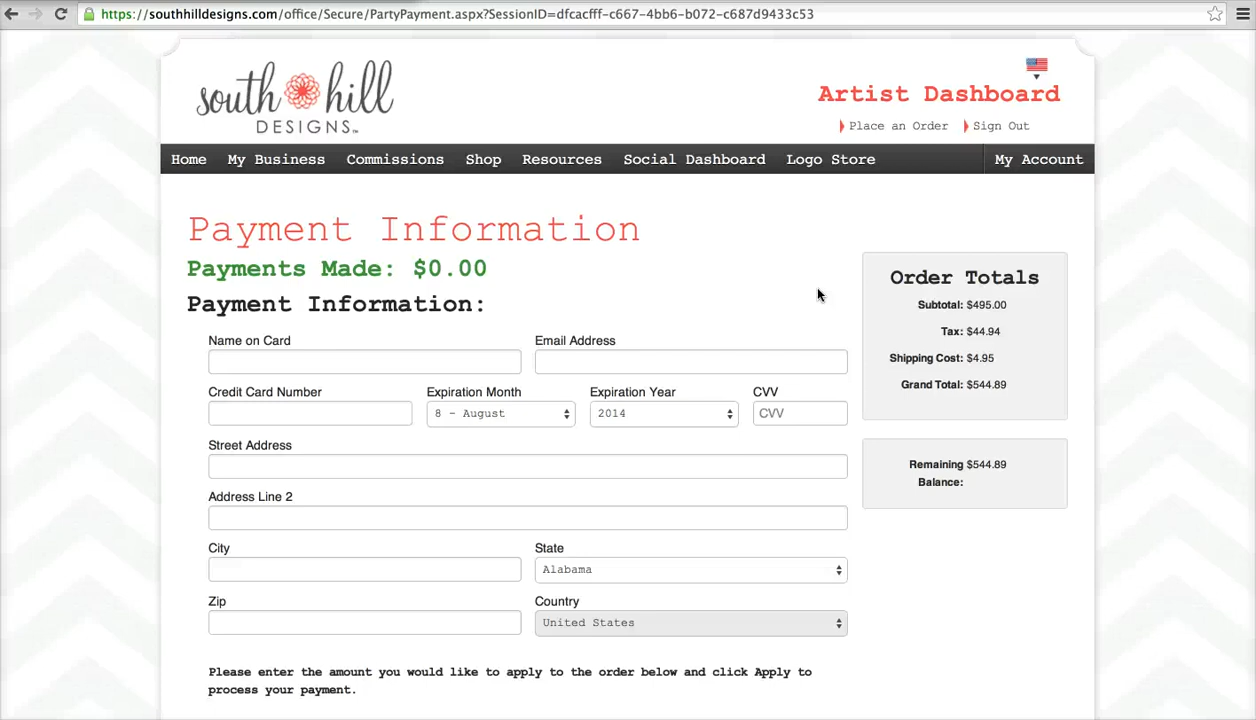 https://southhilldesigns.com/office/Secure/PartyPayment.aspx?SessionID=dfcacfff-c667-4bb6-b072-c687d9433c53
south hill
DESIGNS™
Artist Dashboard
Place an Order Sign Out
Home My Business Commissions Shop Resources Social Dashboard Logo Store My Account
Payment Information
Payments Made: $0.00
Payment Information:
Name on Card Email Address
Credit Card Number Expiration Month Expiration Year CVV
8 - August 2014 CVV
Street Address
Address Line 2
City State
Alabama
Zip Country
United States
Please enter the amount you would like to apply to the order below and click Apply to
process your payment.
Order Totals
Subtotal: $495.00
Tax: $44.94
Shipping Cost: $4.95
Grand Total: $544.89
Remaining $544.89
Balance: